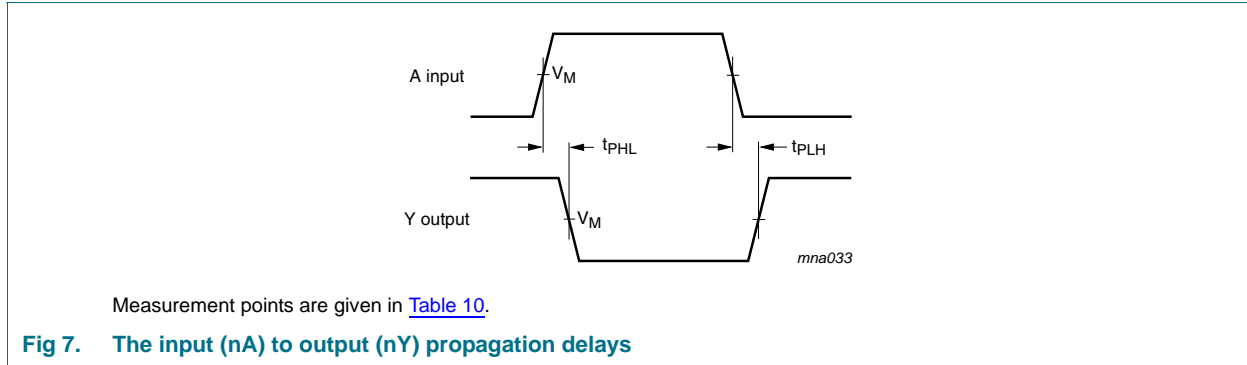 A input
VM
tPHL
tPLH
Y output
VM
mna033
Measurement points are given in Table 10.
Fig 7. The input (nA) to output (nY) propagation delays